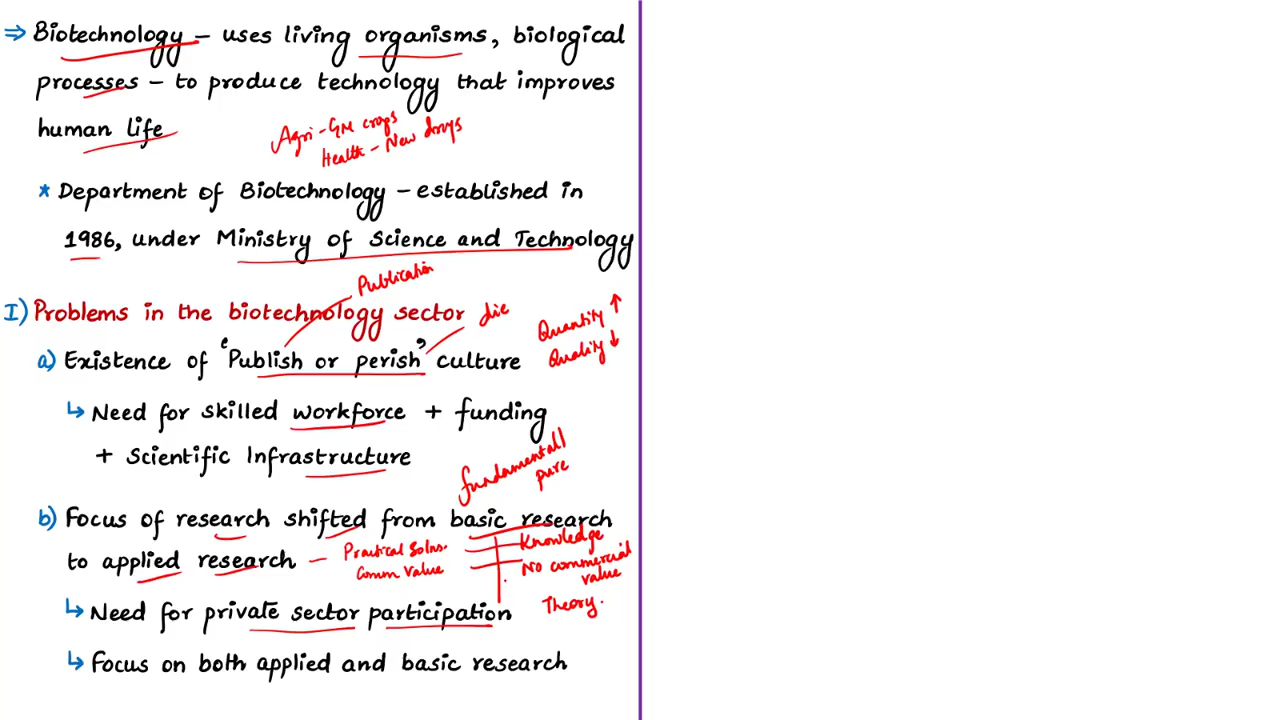 ⇒ Biotechnology – uses living organisms, biological
processes – to produce technology that improves
human life
Agri - GM crops
Health - New drugs
* Department of Biotechnology – established in
1986, under Ministry of Science and Technology
Publication
I) Problems in the biotechnology sector
die
Quantity ↑
Quality ↓
a) Existence of 'Publish or perish' culture
↳ Need for skilled workforce + funding
+ Scientific Infrastructure
fundamental/
pure
b) Focus of research shifted from basic research
to applied research – Practical Solns.
Comm Value
Knowledge
No commercial
value
Theory.
↳ Need for private sector participation
↳ Focus on both applied and basic research